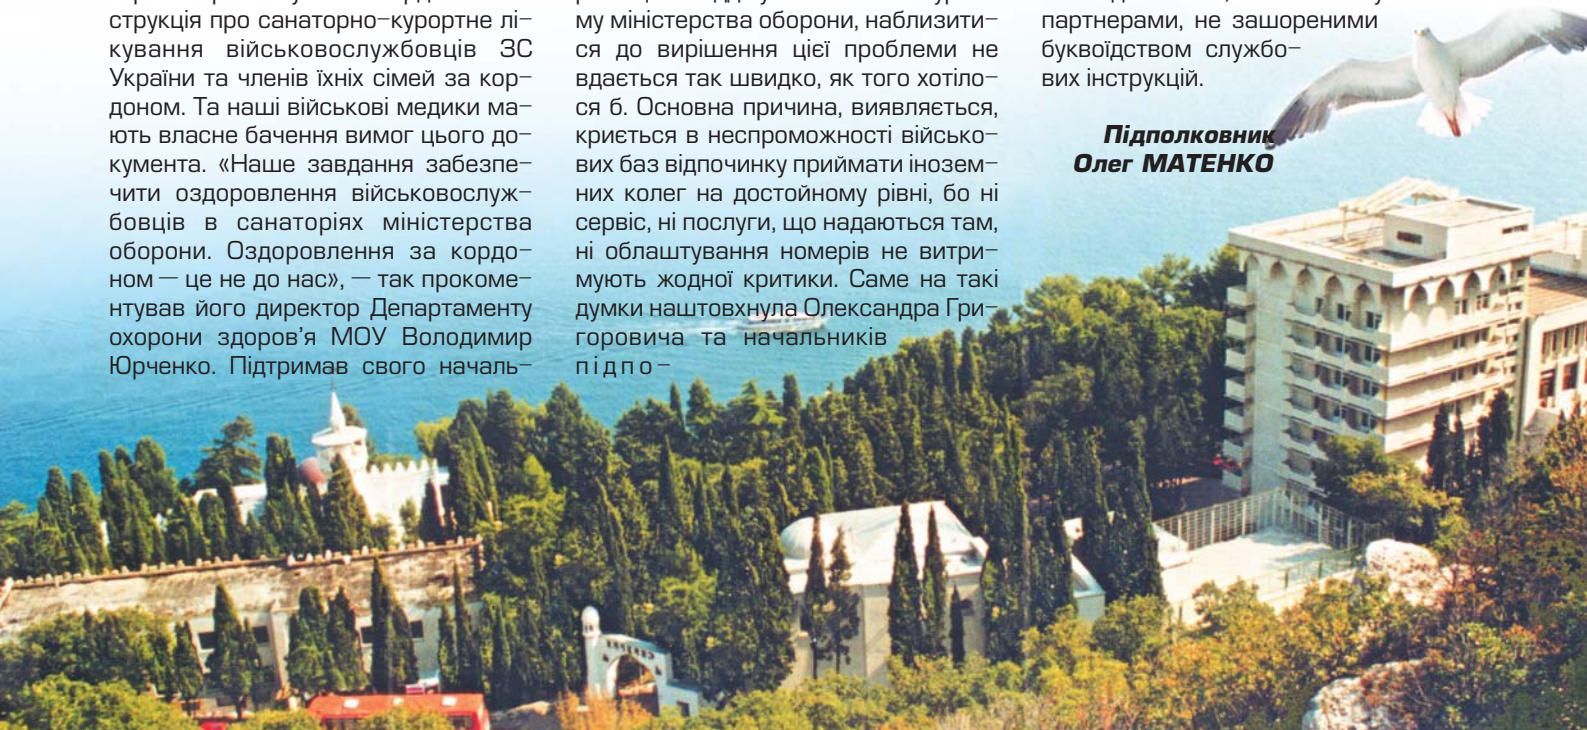 струкція про санаторно-курортне лі-
кування військовослужбовців ЗС
України та членів їхніх сімей за кор-
доном. Та наші військові медики ма-
ють власне бачення вимог цього до-
кумента. «Наше завдання забезпе-
чити оздоровлення військовослуж-
бовців в санаторіях міністерства
оборони. Оздоровлення за кордо-
ном — це не до нас», — так прокоме-
нтував його директор Департаменту
охорони здоров’я МОУ Володимир
Юрченко. Підтримав свого началь-
му міністерства оборони, наблизити-
ся до вирішення цієї проблеми не
вдається так швидко, як того хотіло-
ся б. Основна причина, виявляється,
криється в неспроможності військо-
вих баз відпочинку приймати інозем-
них колег на достойному рівні, бо ні
сервіс, ні послуги, що надаються там,
ні облаштування номерів не витри-
мують жодної критики. Саме на такі
думки наштовхнула Олександра Гри-
горовича та начальників
підпо-
партнерами, не зашореними
буквоїдством службо-
вих інструкцій.
Підполковник
Олег МАТЕНКО